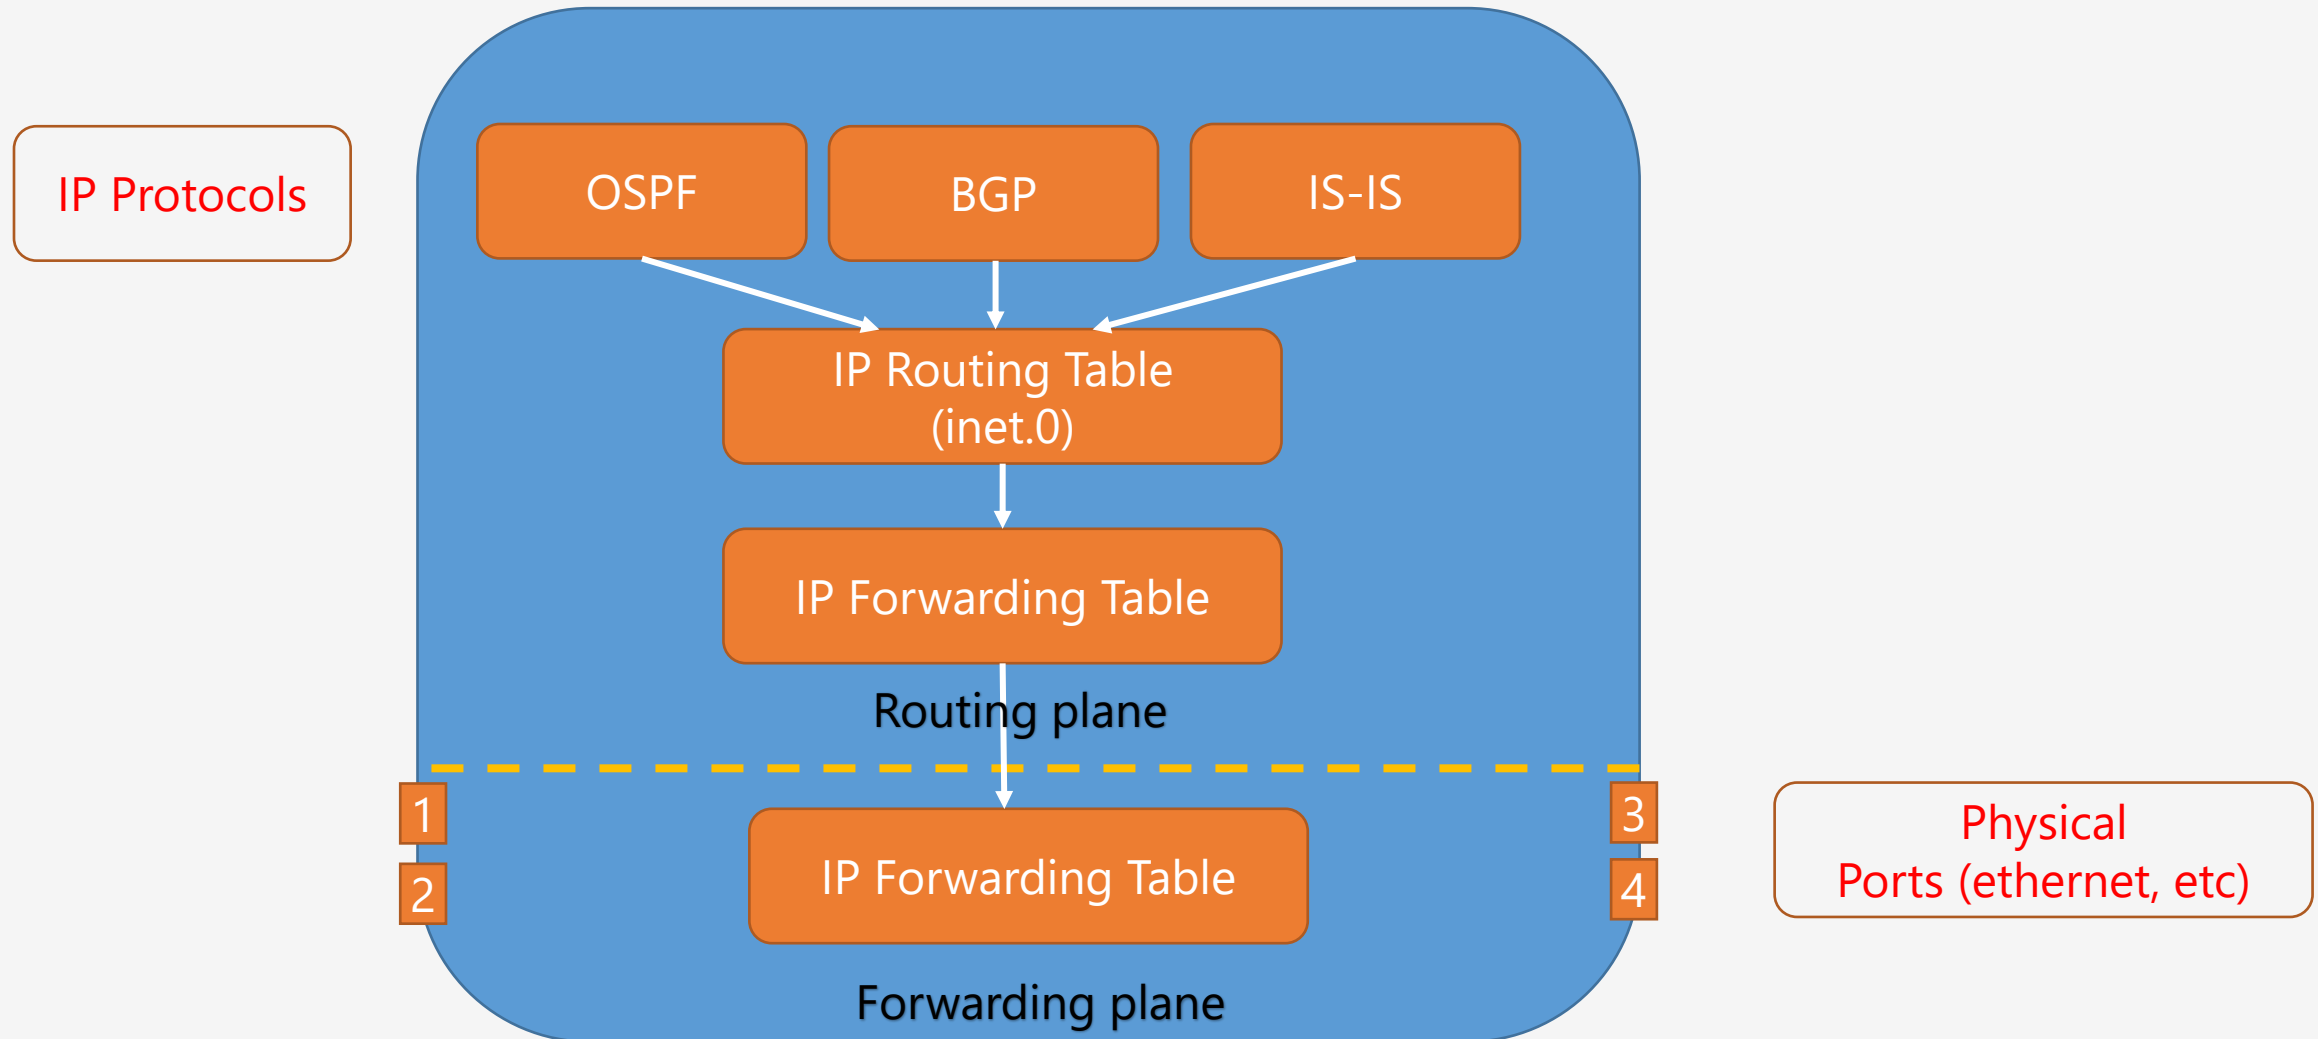 IP Protocols
OSPF
BGP
IS-IS
IP Routing Table
(inet.0)
IP Forwarding Table
Routing plane
1
2
3
4
IP Forwarding Table
Physical
Ports (ethernet, etc)
Forwarding plane